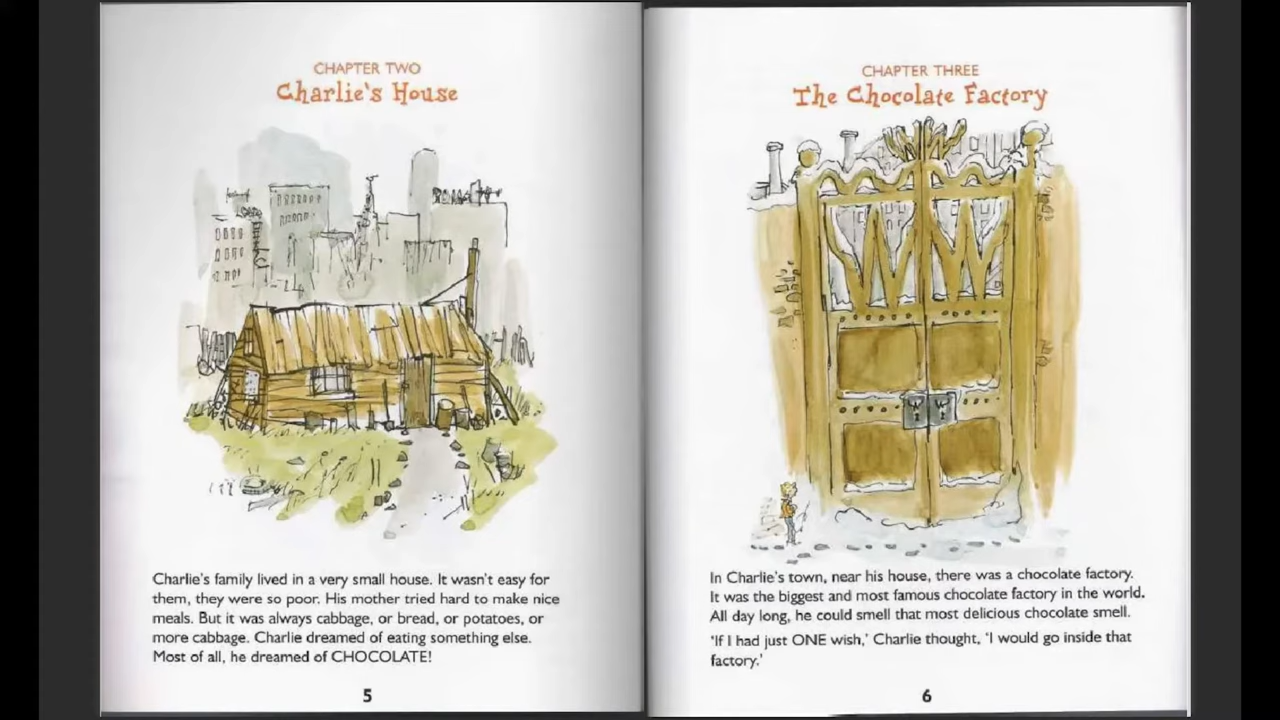 CHAPTER TWO
Charlie's House
Charlie's family lived in a very small house. It wasn't easy for
them, they were so poor. His mother tried hard to make nice
meals. But it was always cabbage, or bread, or potatoes, or
more cabbage. Charlie dreamed of eating something else.
Most of all, he dreamed of CHOCOLATE!
5
CHAPTER THREE
The Chocolate Factory
W W
In Charlie's town, near his house, there was a chocolate factory.
It was the biggest and most famous chocolate factory in the world.
All day long, he could smell that most delicious chocolate smell.
'If I had just ONE wish,' Charlie thought, 'I would go inside that
factory.'
6